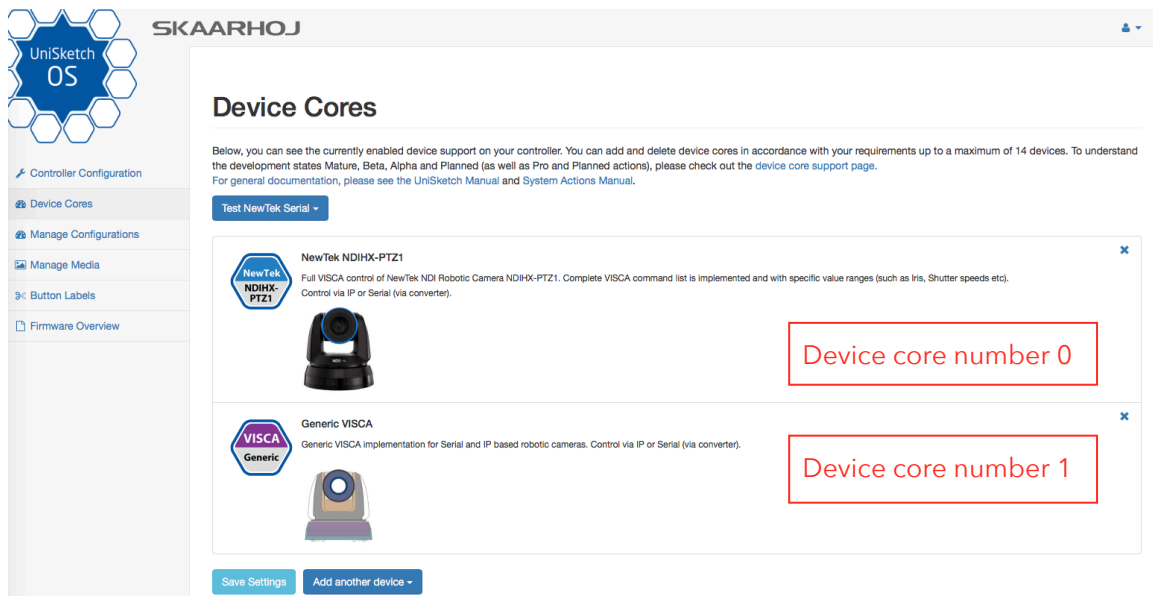 SKAARHOJ
UniSketch
OS
Controller Configuration
Device Cores
Manage Configurations
Manage Media
Button Labels
Firmware Overview
Device Cores
Below, you can see the currently enabled device support on your controller. You can add and delete device cores in accordance with your requirements up to a maximum of 14 devices. To understand
the development states Mature, Beta, Alpha and Planned (as well as Pro and Planned actions), please check out the device core support page.
For general documentation, please see the UniSketch Manual and System Actions Manual.
Test NewTek Serial
NewTek
NDIHX-
PTZ1
NewTek NDIHX-PTZ1
Full VISCA control of NewTek NDI Robotic Camera NDIHX-PTZ1. Complete VISCA command list is implemented and with specific value ranges (such as Iris, Shutter speeds etc).
Control via IP or Serial (via converter).
Device core number 0
VISCA
Generic
Generic VISCA
Generic VISCA implementation for Serial and IP based robotic cameras. Control via IP or Serial (via converter).
Device core number 1
Save Settings
Add another device